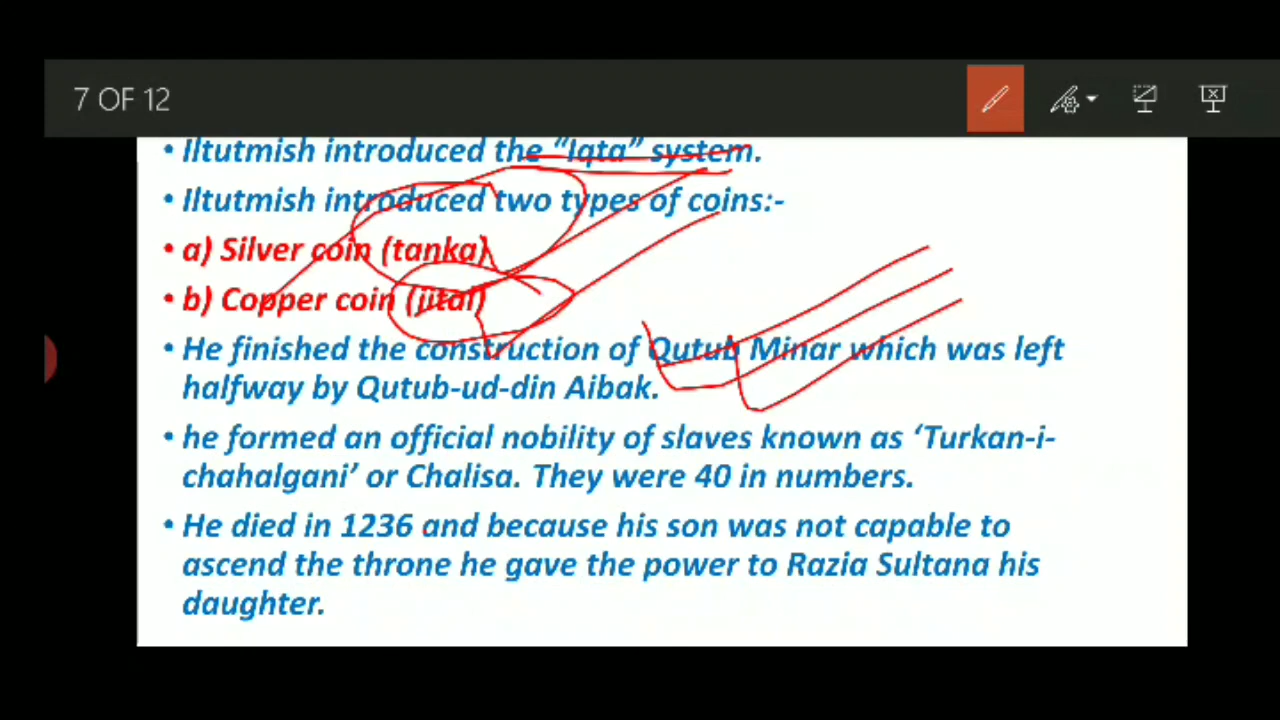 7 OF 12
• Iltutmish introduced the “Iqta” system.
• Iltutmish introduced two types of coins:-
• a) Silver coin (tanka)
• b) Copper coin (jital)
• He finished the construction of Qutub Minar which was left
halfway by Qutub-ud-din Aibak.
• he formed an official nobility of slaves known as ‘Turkan-i-
chahalgani’ or Chalisa. They were 40 in numbers.
• He died in 1236 and because his son was not capable to
ascend the throne he gave the power to Razia Sultana his
daughter.